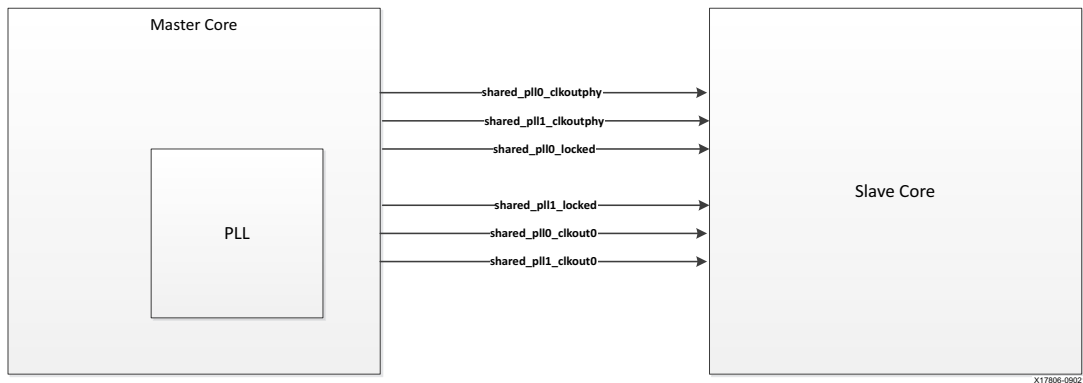 Master Core
shared_pll0_clkoutphy
shared_pll1_clkoutphy
shared_pll0_locked
shared_pll1_locked
shared_pll0_clkout0
shared_pll1_clkout0
PLL
Slave Core
X17806-0902